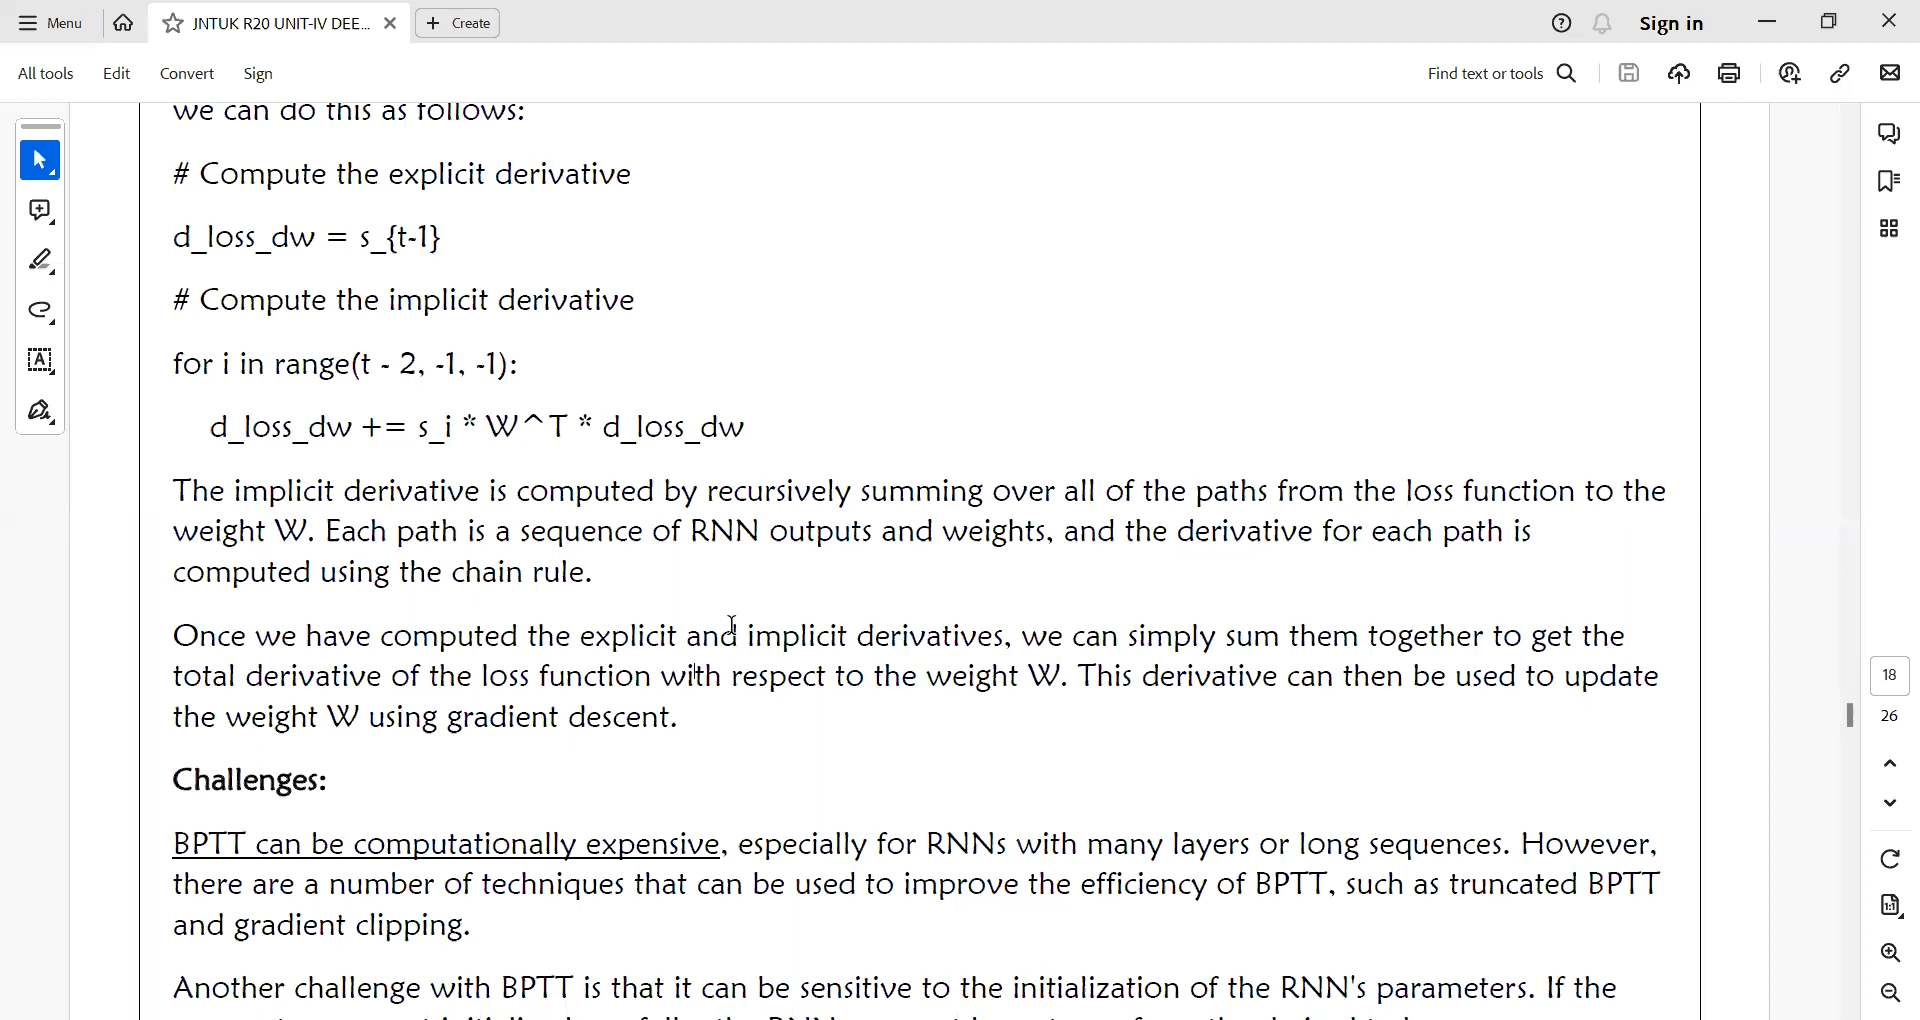 Menu
JNTUK R20 UNIT-IV DEE...
Create
Sign in
All tools
Edit
Convert
Sign
Find text or tools
we can do this as follows:
# Compute the explicit derivative
d_loss_dw = s_{t-1}
# Compute the implicit derivative
for i in range(t - 2, -1, -1):
d_loss_dw += s_i * W^T * d_loss_dw
The implicit derivative is computed by recursively summing over all of the paths from the loss function to the
weight W. Each path is a sequence of RNN outputs and weights, and the derivative for each path is
computed using the chain rule.
Once we have computed the explicit and implicit derivatives, we can simply sum them together to get the
total derivative of the loss function with respect to the weight W. This derivative can then be used to update
the weight W using gradient descent.
Challenges:
BPTT can be computationally expensive, especially for RNNs with many layers or long sequences. However,
there are a number of techniques that can be used to improve the efficiency of BPTT, such as truncated BPTT
and gradient clipping.
Another challenge with BPTT is that it can be sensitive to the initialization of the RNN's parameters. If the
18
26